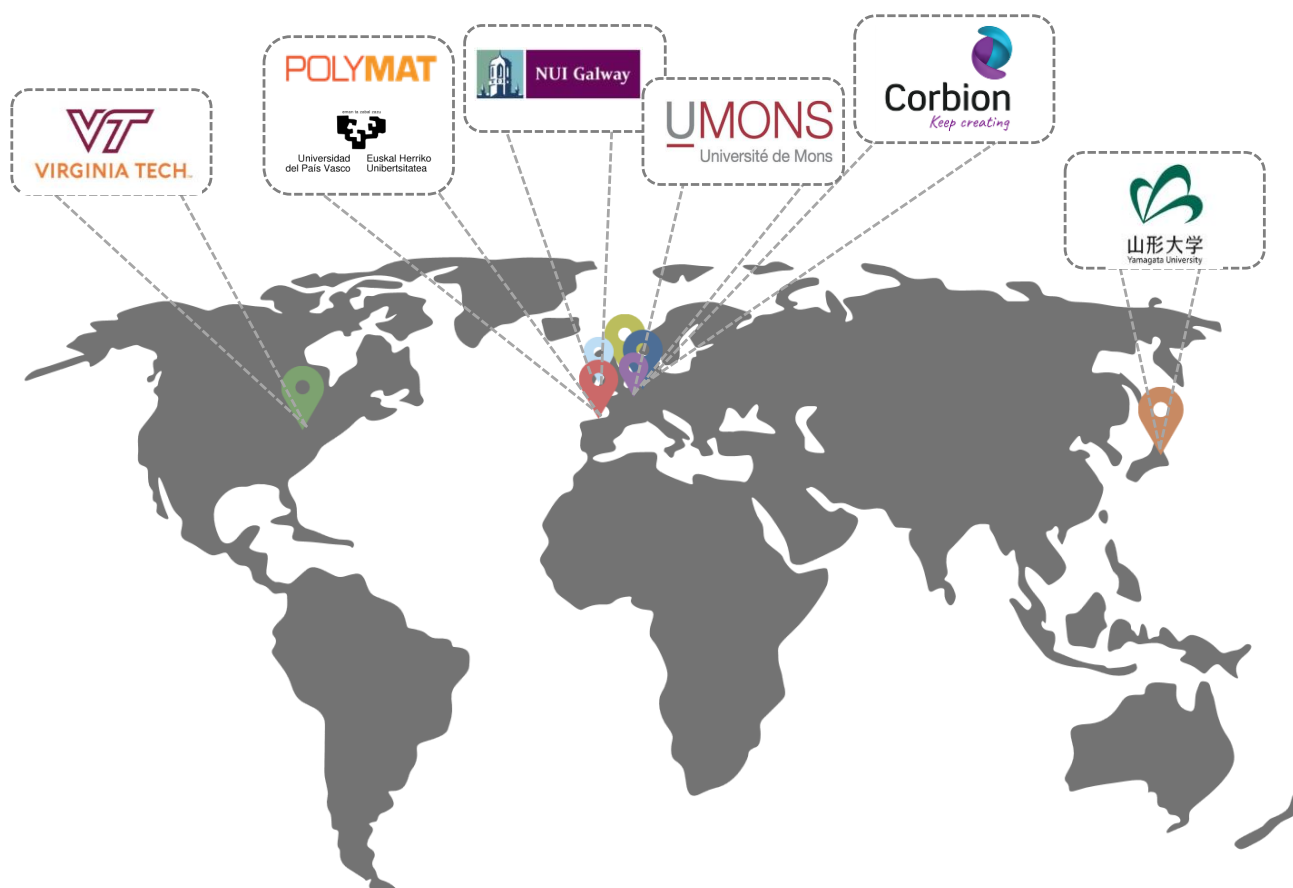 VT
VIRGINIA TECH
POLYMAT
Universidad
del País Vasco
Euskal Herriko
Unibertsitatea
NUI Galway
UMONS
Université de Mons
Corbion
Keep creating
山形大学
Yamagata University